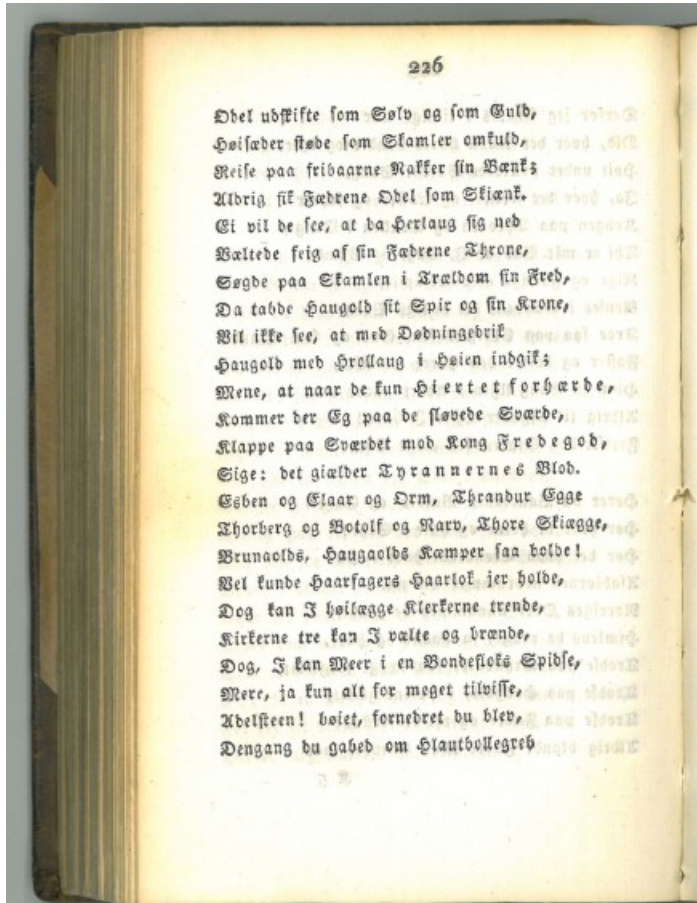 226
Odel udskifte som Sølv og som Guld,
Høisæder støde som Skamler omkuld,
Reise paa fribaarne Nakker sin Bænk;
Aldrig fik Fædrene Odel som Skiænk.
Ei vil de see, at da Herlaug sig ned
Væltede feig af sin Fædrene Throne,
Søgde paa Skamlen i Trældom sin Fred,
Da tabde Haugold sit Spir og sin Krone,
Vil ikke see, at med Dødningedrik
Haugold med Hrollaug i Høien indgik;
Mene, at naar de kun Hiertet forhærde,
Kommer der Eg paa de sløvede Sværde,
Klappe paa Sværdet mod Kong Fredegod,
Sige: det giælder Tyrannernes Blod.
Esben og Elaar og Orm, Thrandur Egge
Thorberg og Botolf og Narv, Thore Skiægge,
Brunaolds, Haugaolds Kæmper saa bolde!
Vel kunde Haarfagers Haarlok jer holde,
Dog kan I høilægge Klerkerne trende,
Kirkerne tre kan I vælte og brænde,
Dog, I kan Meer i en Bondefloks Spidse,
Mere, ja kun alt for meget tilvisse,
Adelsteen! bøiet, fornedret du blev,
Dengang du gabed om Hlautbollegreb